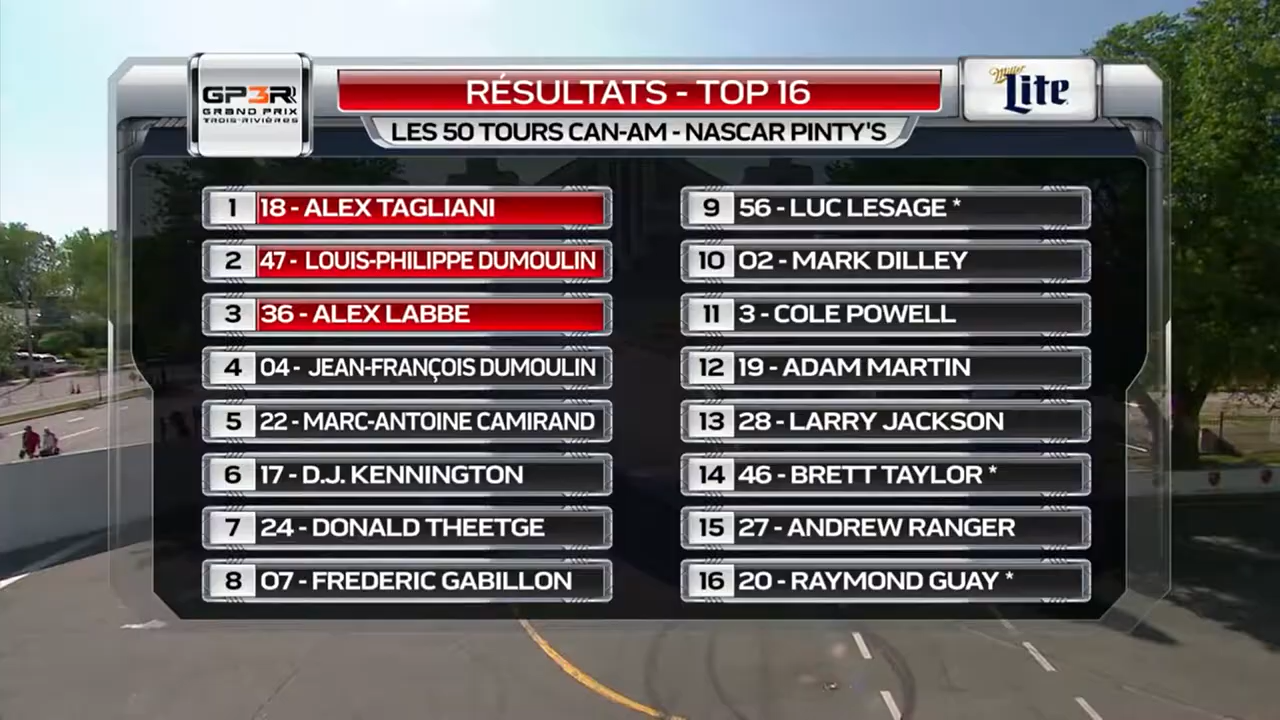 GP3R
GRAND PRIX
TROIS-RIVIÈRES
RÉSULTATS - TOP 16
Miller
Lite
LES 50 TOURS CAN-AM - NASCAR PINTY'S
1 18 - ALEX TAGLIANI
2 47 - LOUIS-PHILIPPE DUMOULIN
3 36 - ALEX LABBE
4 04 - JEAN-FRANÇOIS DUMOULIN
5 22 - MARC-ANTOINE CAMIRAND
6 17 - D.J. KENNINGTON
7 24 - DONALD THEETGE
8 07 - FREDERIC GABILLON
9 56 - LUC LESAGE *
10 02 - MARK DILLEY
11 3 - COLE POWELL
12 19 - ADAM MARTIN
13 28 - LARRY JACKSON
14 46 - BRETT TAYLOR *
15 27 - ANDREW RANGER
16 20 - RAYMOND GUAY *